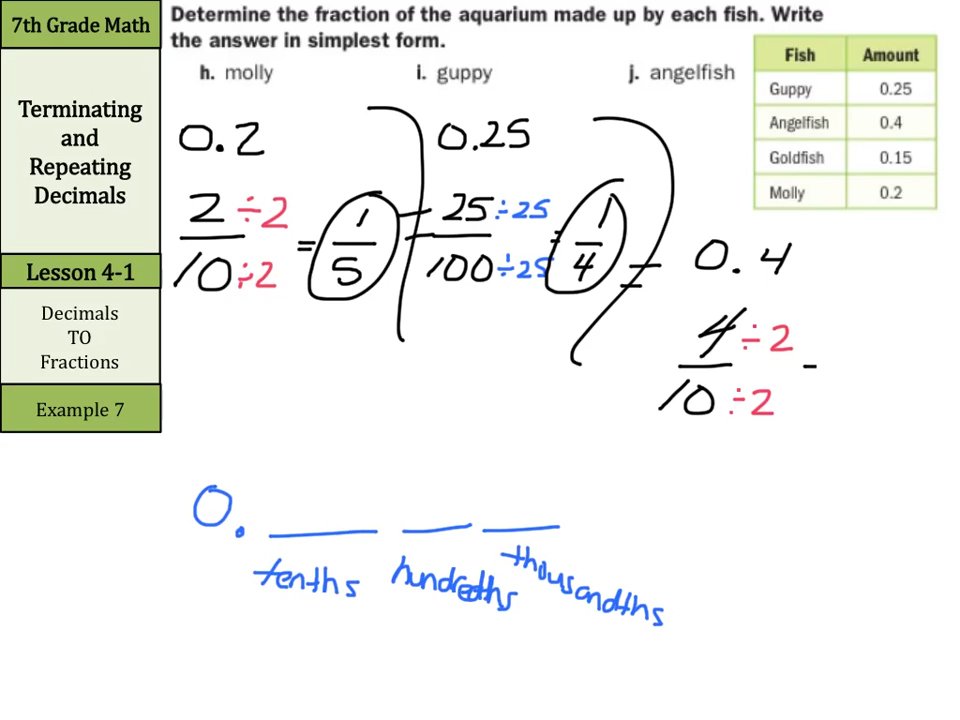 7th Grade Math
Terminating
and
Repeating
Decimals
Lesson 4-1
Decimals
TO
Fractions
Example 7
Determine the fraction of the aquarium made up by each fish. Write
the answer in simplest form.
h. molly i. guppy j. angelfish
Fish Amount
Guppy 0.25
Angelfish 0.4
Goldfish 0.15
Molly 0.2
0.2
2 ÷2
10 ÷2
= 1
5
0.25
25 ÷25
100 ÷25
= 1
4
0.4
4 ÷2
10 ÷2
=
0.
tenths hundredths thousandths